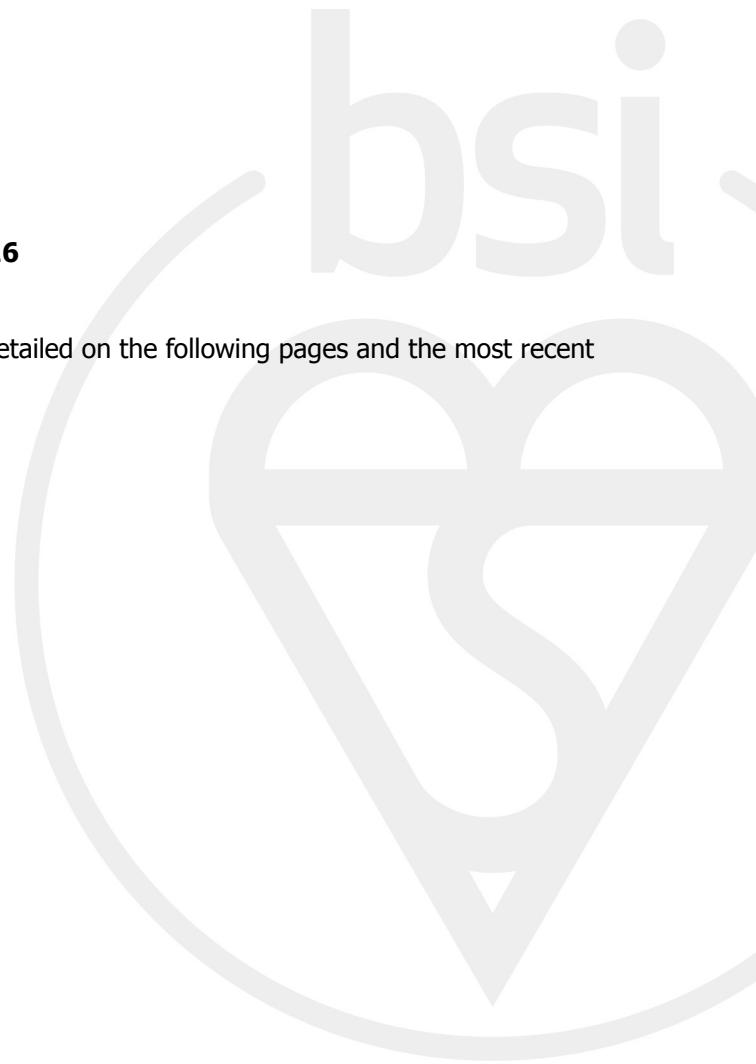 bsi
6
etailed on the following pages and the most recent